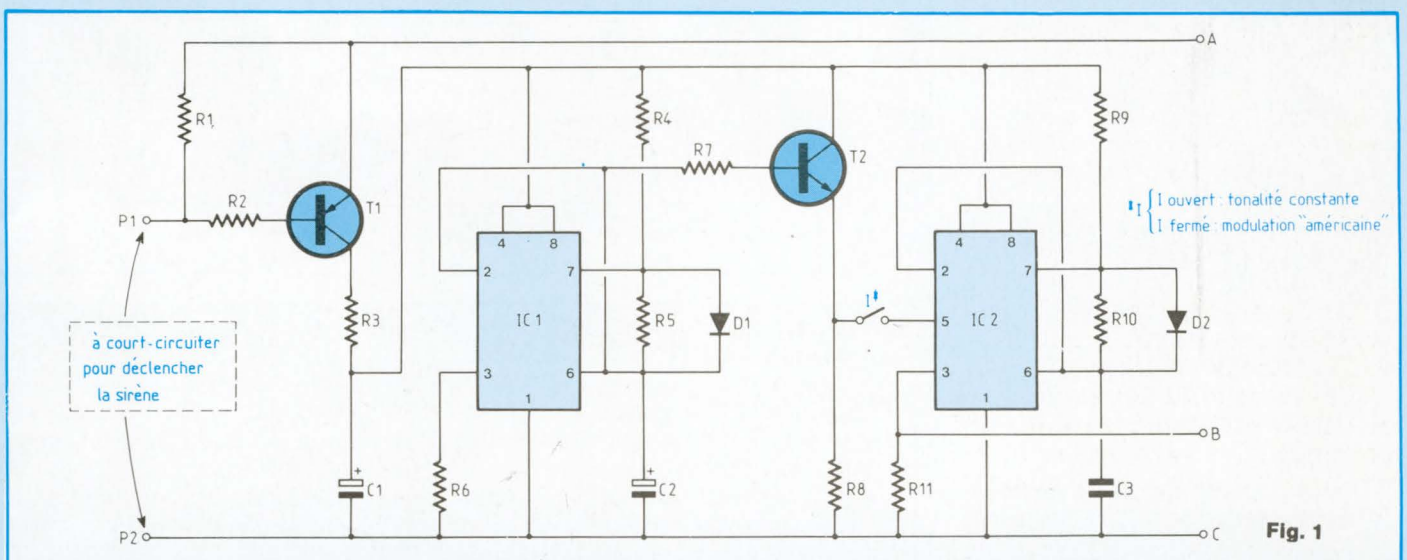 A
R1
R4
R9
R7
T2
R2
T1
P1
I ouvert : tonalité constante
*I
I fermé : modulation "américaine"
4 8
4 8
2 7
2 7
R3
IC 1
R5
D1
I*
5
IC 2
R10
D2
à court-circuiter
pour déclencher
la sirène
3 6
3 6
1
1
B
+
C1
R6
+
C2
R8
R11
C3
P2
C
Fig. 1